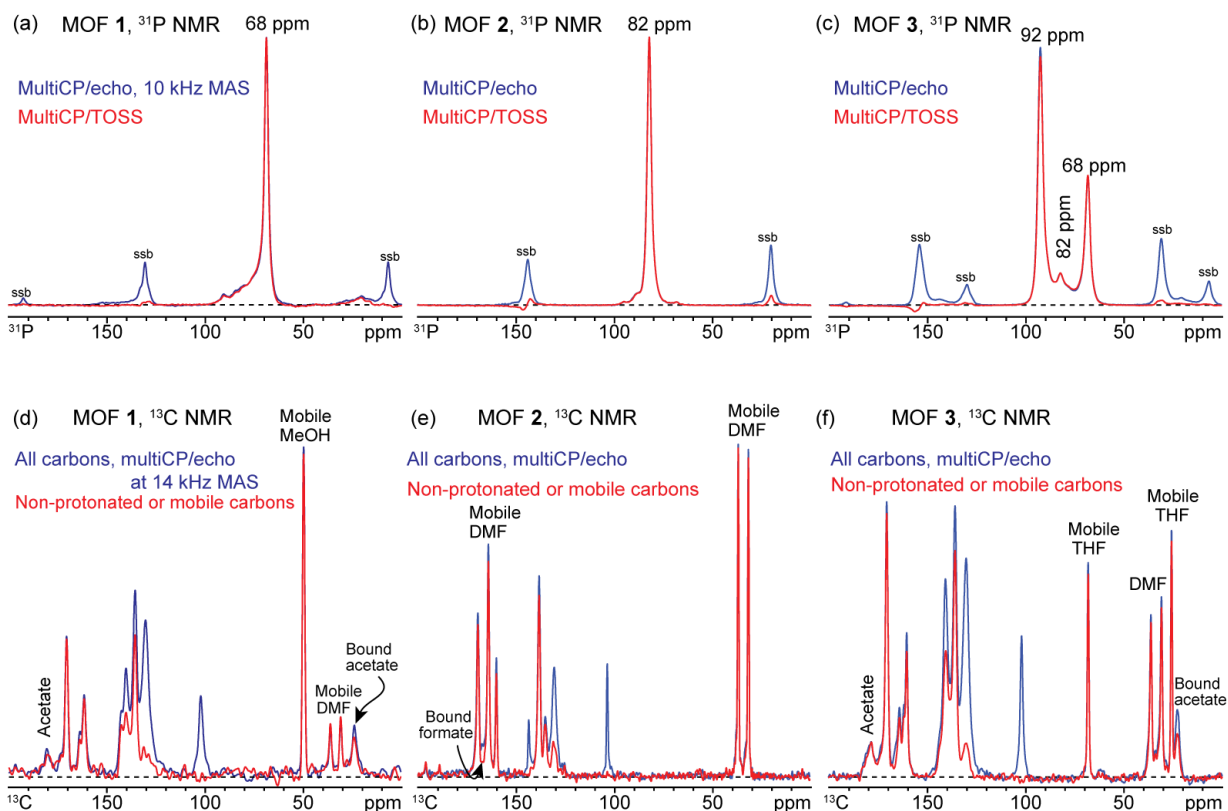 (a) MOF 1, ³¹P NMR
68 ppm
MultiCP/echo, 10 kHz MAS
MultiCP/TOSS
ssb
ssb
ssb
³¹P 150 100 50 ppm
(b) MOF 2, ³¹P NMR
82 ppm
MultiCP/echo
MultiCP/TOSS
ssb
ssb
³¹P 150 100 50 ppm
(c) MOF 3, ³¹P NMR
92 ppm
MultiCP/echo
MultiCP/TOSS
82 ppm
68 ppm
ssb
ssb
ssb
ssb
³¹P 150 100 50 ppm
(d) MOF 1, ¹³C NMR
Mobile
MeOH
All carbons, multiCP/echo
at 14 kHz MAS
Non-protonated or mobile carbons
Acetate
Bound
acetate
Mobile
DMF
¹³C 150 100 50 ppm
(e) MOF 2, ¹³C NMR
Mobile
DMF
All carbons, multiCP/echo
Non-protonated or mobile carbons
Mobile
DMF
Bound
formate
¹³C 150 100 50 ppm
(f) MOF 3, ¹³C NMR
All carbons, multiCP/echo
Non-protonated or mobile carbons
Mobile
THF
Mobile
THF
DMF
Acetate
Bound
acetate
¹³C 150 100 50 ppm